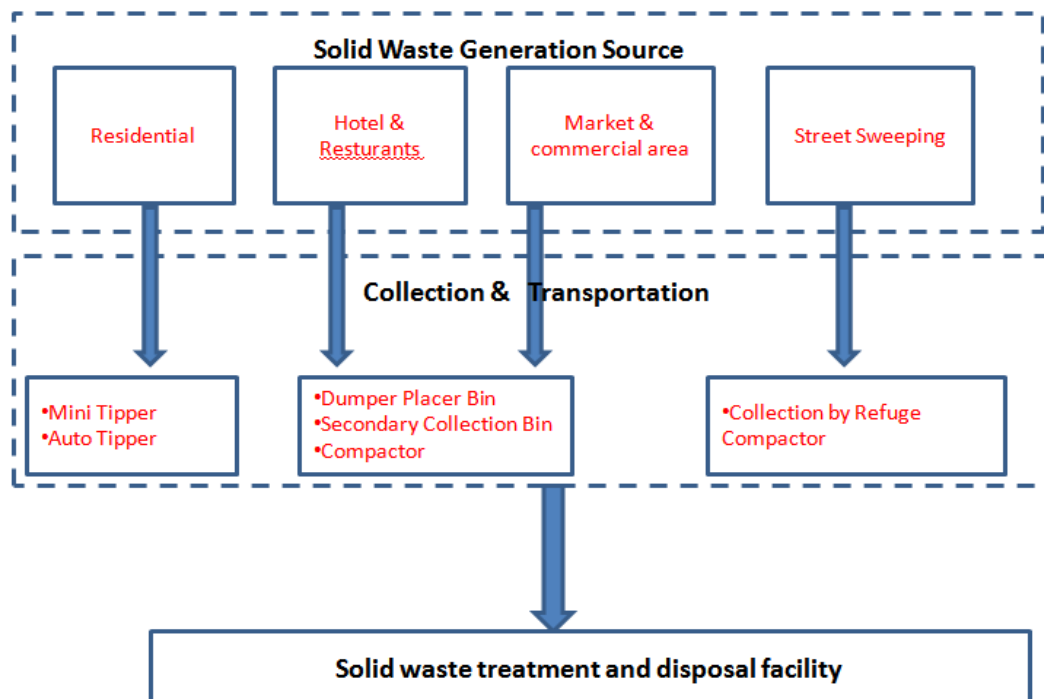 Solid Waste Generation Source
Residential
Hotel &
Resturants
Market &
commercial area
Street Sweeping
Collection & Transportation
•Mini Tipper
•Auto Tipper
•Dumper Placer Bin
•Secondary Collection Bin
•Compactor
•Collection by Refuge
Compactor
Solid waste treatment and disposal facility